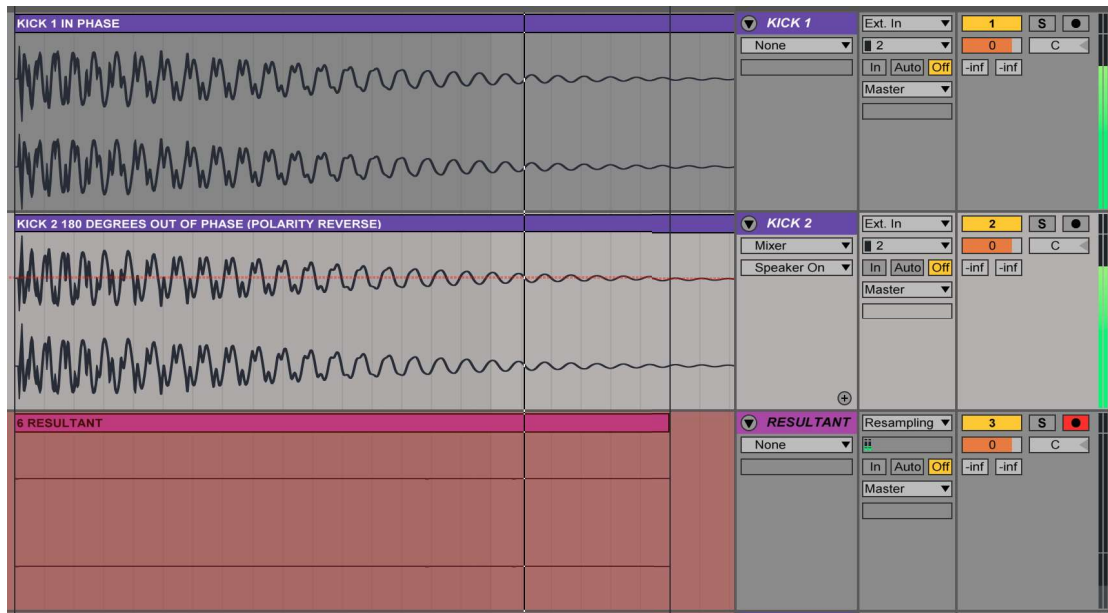 KICK 1 IN PHASE
KICK 1
Ext. In
1
S
None
2
0
C
In Auto Off
-inf -inf
Master
KICK 2 180 DEGREES OUT OF PHASE (POLARITY REVERSE)
KICK 2
Ext. In
2
S
Mixer
2
0
C
Speaker On
In Auto Off
-inf -inf
Master
6 RESULTANT
RESULTANT
Resampling
3
S
None
0
C
In Auto Off
-inf -inf
Master